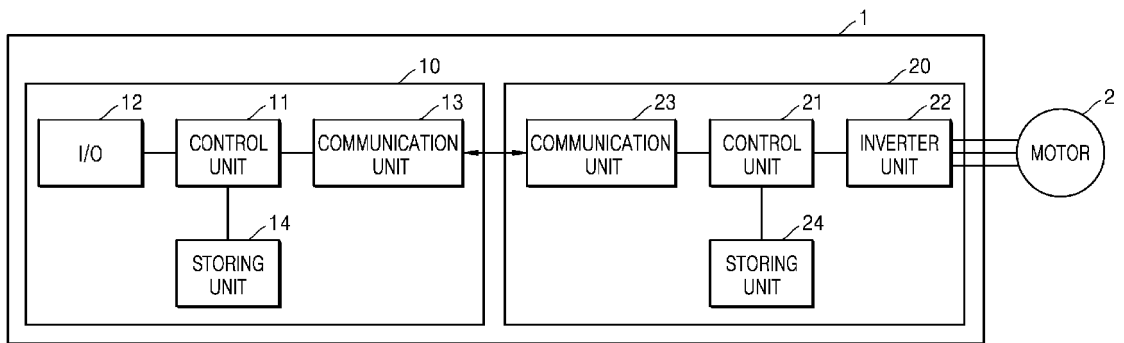 1
10
20
12
11
13
23
21
22
2
I/O
CONTROL
UNIT
COMMUNICATION
UNIT
COMMUNICATION
UNIT
CONTROL
UNIT
INVERTER
UNIT
MOTOR
14
24
STORING
UNIT
STORING
UNIT